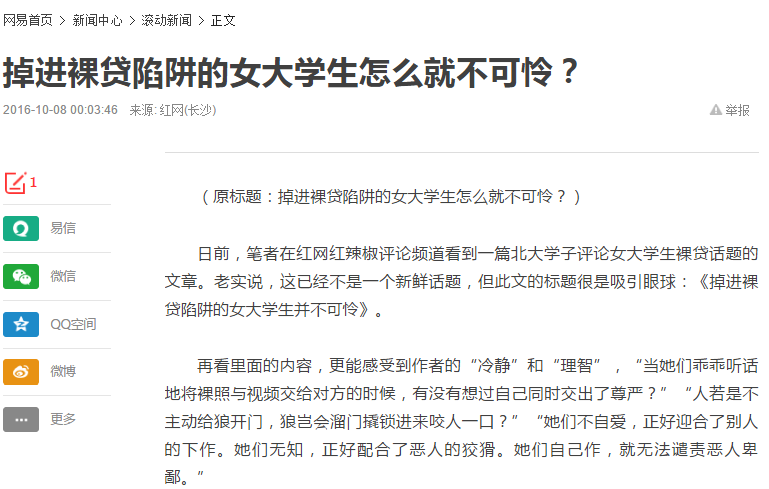 网易首页 > 新闻中心 > 滚动新闻 > 正文
掉进裸贷陷阱的女大学生怎么就不可怜？
2016-10-08 00:03:46 来源: 红网(长沙)
举报
1
易信
微信
QQ空间
微博
更多
（原标题：掉进裸贷陷阱的女大学生怎么就不可怜？）
日前，笔者在红网红辣椒评论频道看到一篇北大学子评论女大学生裸贷话题的
文章。老实说，这已经不是一个新鲜话题，但此文的标题很是吸引眼球：《掉进裸
贷陷阱的女大学生并不可怜》。
再看里面的内容，更能感受到作者的“冷静”和“理智”，“当她们乖乖听话
地将裸照与视频交给对方的时候，有没有想过自己同时交出了尊严？”“人若是不
主动给狼开门，狼岂会溜门撬锁进来咬人一口？”“她们不自爱，正好迎合了别人
的下作。她们无知，正好配合了恶人的狡猾。她们自己作，就无法谴责恶人卑
鄙。”